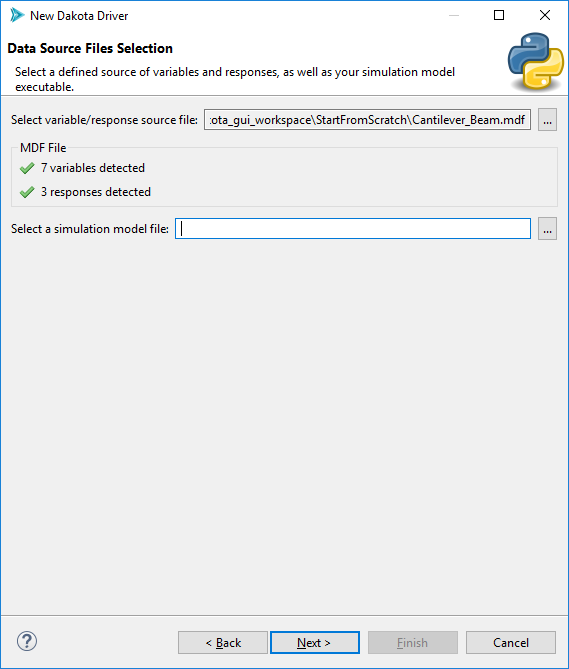 New Dakota Driver
Data Source Files Selection
Select a defined source of variables and responses, as well as your simulation model
executable.
Select variable/response source file: :ota_gui_workspace\StartFromScratch\Cantilever_Beam.mdf ...
MDF File
7 variables detected
3 responses detected
Select a simulation model file: ...
? < Back Next > Finish Cancel